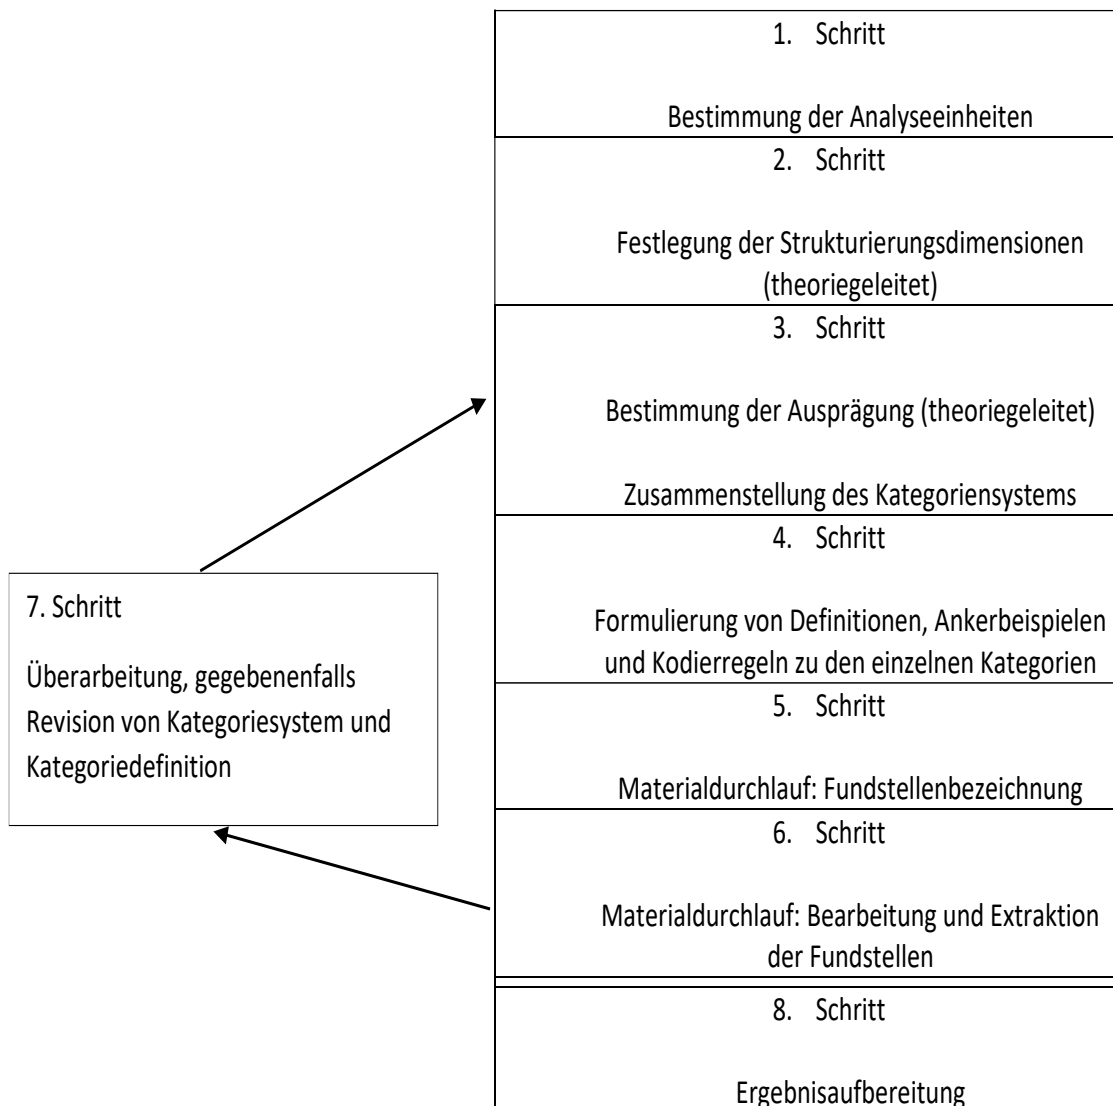 1. Schritt
Bestimmung der Analyseeinheiten
2. Schritt
Festlegung der Strukturierungsdimensionen
(theoriegeleitet)
3. Schritt
Bestimmung der Ausprägung (theoriegeleitet)
Zusammenstellung des Kategoriensystems
4. Schritt
Formulierung von Definitionen, Ankerbeispielen
und Kodierregeln zu den einzelnen Kategorien
5. Schritt
Materialdurchlauf: Fundstellenbezeichnung
6. Schritt
Materialdurchlauf: Bearbeitung und Extraktion
der Fundstellen
7. Schritt
Überarbeitung, gegebenenfalls
Revision von Kategoriesystem und
Kategoriedefinition
8. Schritt
Ergebnisaufbereitung